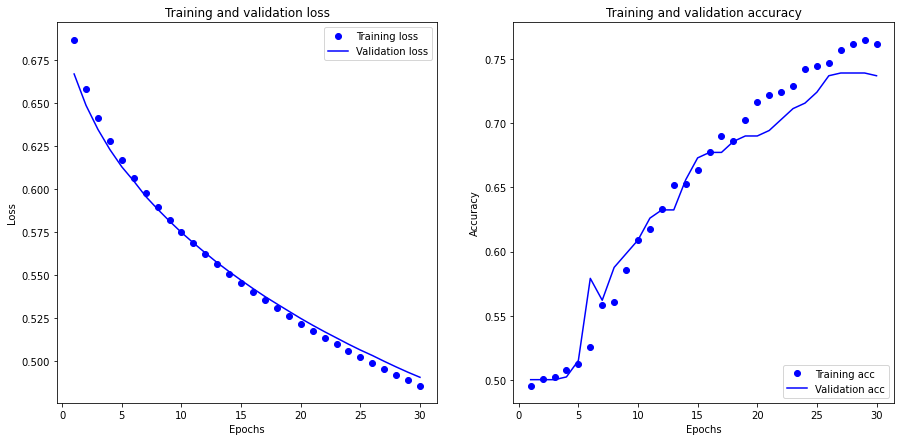 Training and validation loss
Training loss
Validation loss
0.675
0.650
0.625
0.600
0.575
0.550
0.525
0.500
Loss
0 5 10 15 20 25 30
Epochs
Training and validation accuracy
0.75
0.70
0.65
0.60
0.55
0.50
Accuracy
Training acc
Validation acc
0 5 10 15 20 25 30
Epochs